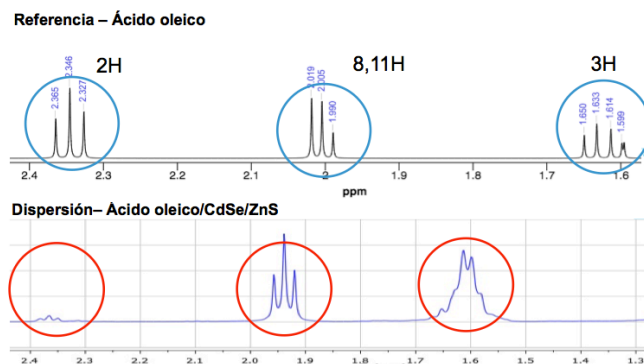 Referencia – Ácido oleico
2H
8,11H
3H
2.365
2.346
2.327
2.019
2.005
1.990
1.650
1.633
1.614
1.599
2.4 2.3 2.2 2.1 2 1.9 1.8 1.7 1.6
ppm
Dispersión– Ácido oleico/CdSe/ZnS
2.4 2.3 2.2 2.1 2.0 1.9 1.8 1.7 1.6 1.5 1.4 1.3